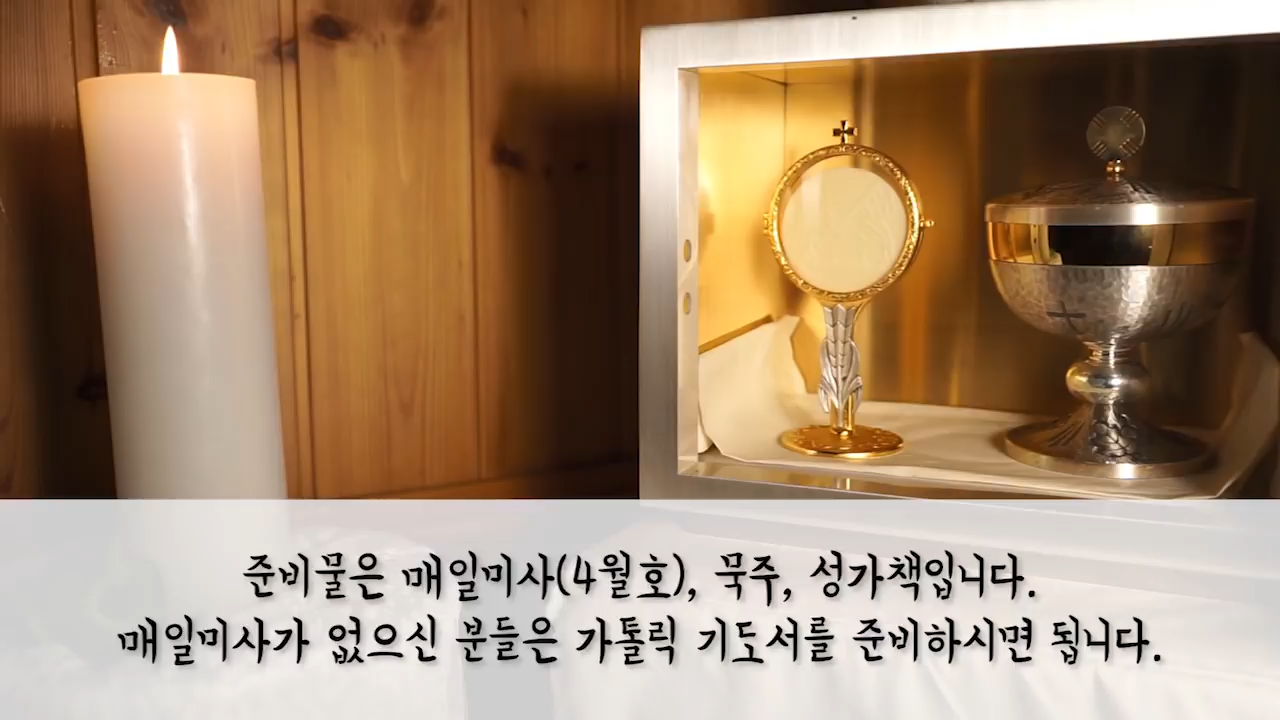 준비물은 매일미사(4월호), 묵주, 성가책입니다.
매일미사가 없으신 분들은 가톨릭 기도서를 준비하시면 됩니다.